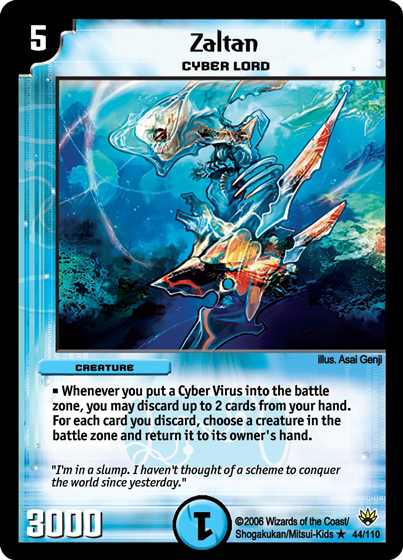 5
Zaltan
CYBER LORD
illus. Asai Genji
CREATURE
▪ Whenever you put a Cyber Virus into the battle
zone, you may discard up to 2 cards from your hand.
For each card you discard, choose a creature in the
battle zone and return it to its owner's hand.
"I'm in a slump. I haven't thought of a scheme to conquer
the world since yesterday."
3000
1
©2006 Wizards of the Coast/
Shogakukan/Mitsui-Kids ★ 44/110